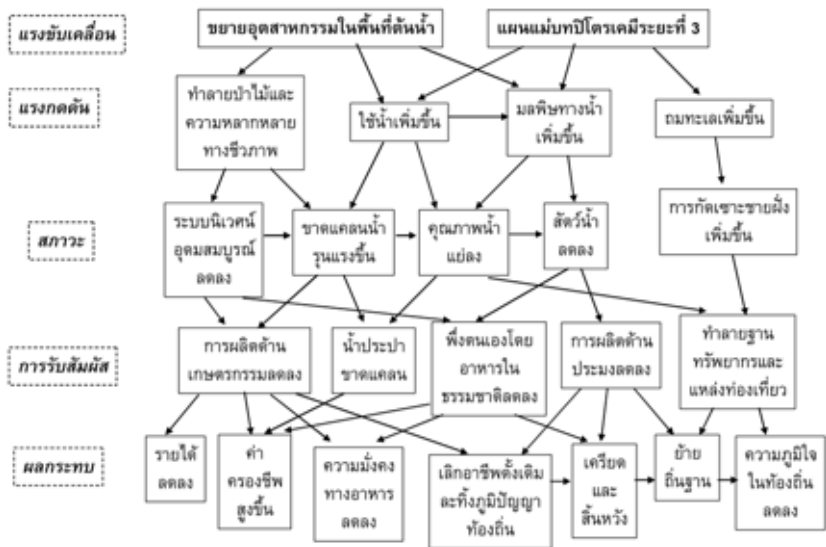 แรงขับเคลื่อน
ขยายอุตสาหกรรมในพื้นที่ต้นน้ำ
แผนแม่บทปิโตรเคมีระยะที่ 3
แรงกดดัน
ทำลายป่าไม้และ
ความหลากหลาย
ทางชีวภาพ
ใช้น้ำเพิ่มขึ้น
มลพิษทางน้ำ
เพิ่มขึ้น
ถมทะเลเพิ่มขึ้น
สภาวะ
ระบบนิเวศน์
อุดมสมบูรณ์
ลดลง
ขาดแคลนน้ำ
รุนแรงขึ้น
คุณภาพน้ำ
แย่ลง
สัตว์น้ำ
ลดลง
การกัดเซาะชายฝั่ง
เพิ่มขึ้น
การรับสัมผัส
การผลิตด้าน
เกษตรกรรมลดลง
น้ำประปา
ขาดแคลน
พึ่งตนเองโดย
อาหารใน
ธรรมชาติลดลง
การผลิตด้าน
ประมงลดลง
ทำลายฐาน
ทรัพยากรและ
แหล่งท่องเที่ยว
ผลกระทบ
รายได้
ลดลง
ค่า
ครองชีพ
สูงขึ้น
ความมั่งคง
ทางอาหาร
ลดลง
เลิกอาชีพดั้งเดิม
ละทิ้งภูมิปัญญา
ท้องถิ่น
เครียด
และ
สิ้นหวัง
ย้าย
ถิ่นฐาน
ความภูมิใจ
ในท้องถิ่น
ลดลง